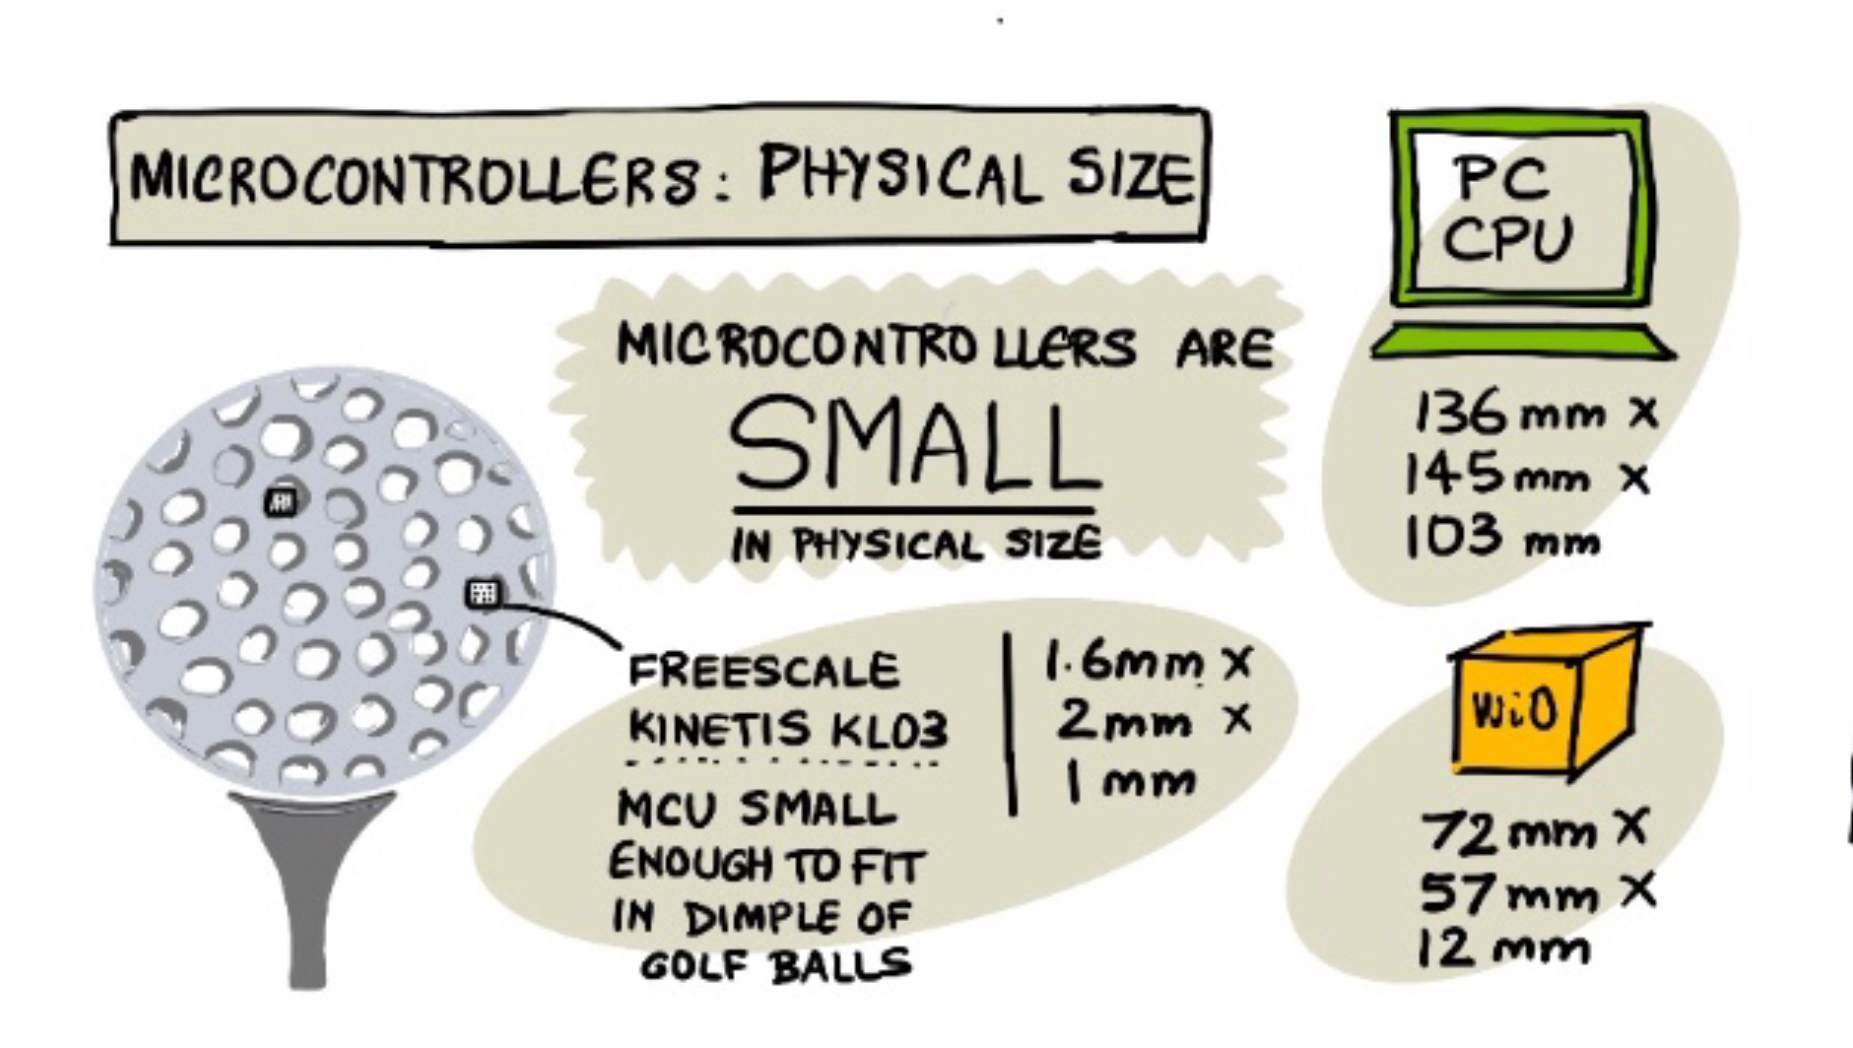 MICROCONTROLLERS: PHYSICAL SIZE
MICROCONTROLLERS ARE
SMALL
IN PHYSICAL SIZE
FREESCALE
KINETIS KL03
MCU SMALL
ENOUGH TO FIT
IN DIMPLE OF
GOLF BALLS
1.6mm x
2mm x
1 mm
PC
CPU
136 mm x
145 mm x
103 mm
WiO
72 mm x
57 mm x
12 mm